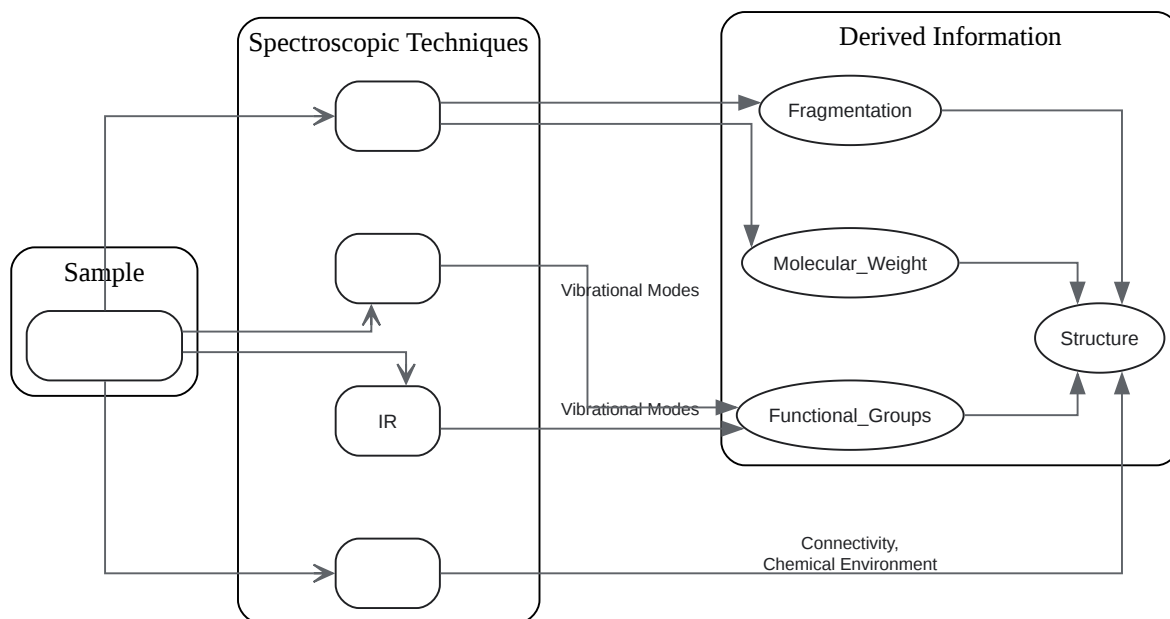 Spectroscopic Techniques
Derived Information
Fragmentation
Sample
Molecular_Weight
Vibrational Modes
Structure
IR
Vibrational Modes
Functional_Groups
Connectivity,
Chemical Environment